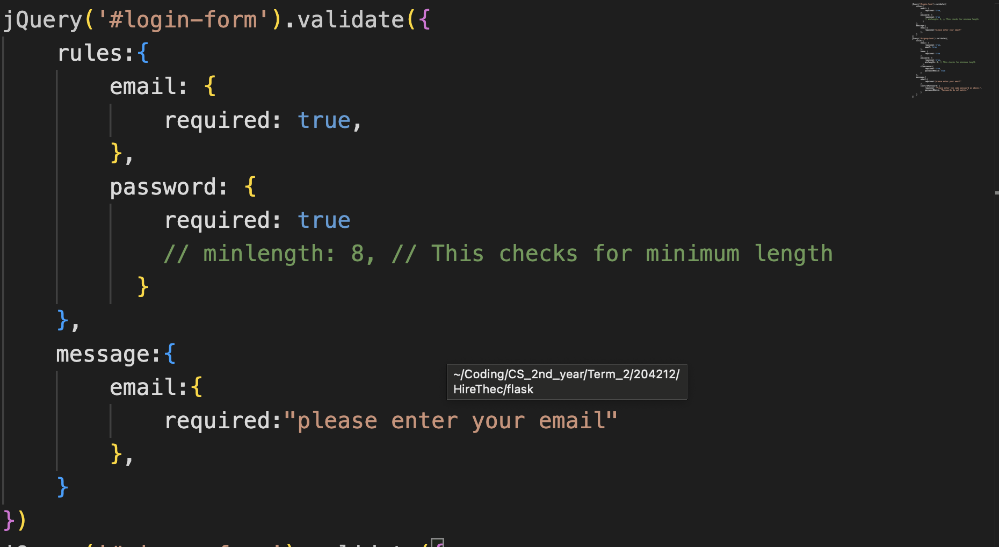 jQuery('#login-form').validate({
rules:{
email: {
required: true,
},
password: {
required: true
// minlength: 8, // This checks for minimum length
}
},
message:{
email:{
~/Coding/CS_2nd_year/Term_2/204212/
HireThec/flask
required:"please enter your email"
},
}
})